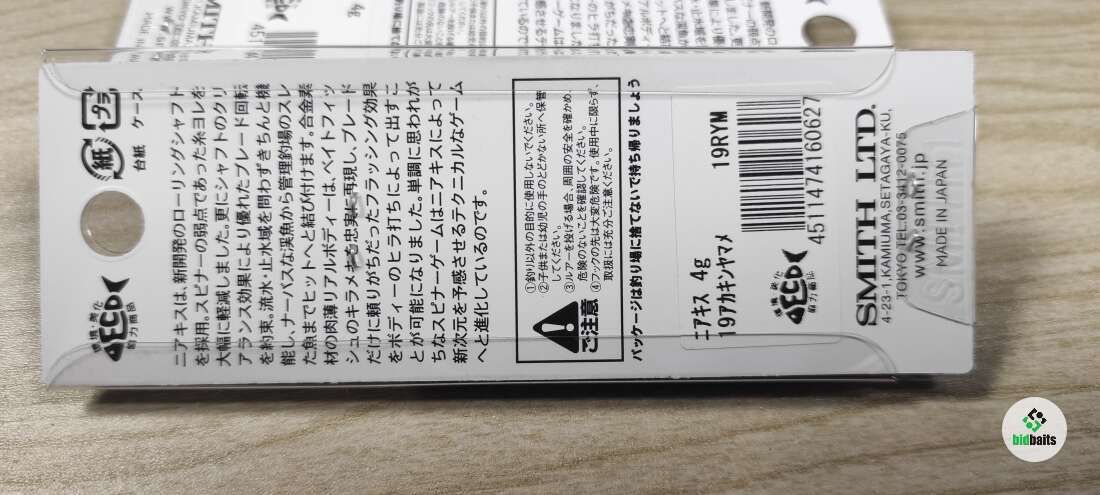 紙
プラ
台紙
ケース
環境・美化
ECO
釣力商品
ニアキスは、新開発のローリングシャフト
を採用。スピナーの弱点であった糸ヨレを
大幅に軽減しました。更にシャフトのクリ
アランス効果により優れたブレード回転
を約束、流水・止水域を問わずきちんと機
能し、ナーバスな渓魚から管理釣場のスレ
た魚までヒットへと結び付けます。合金素
材の肉薄リアルボディーは、ベイトフィッ
シュのキラメキを忠実に再現し、ブレード
だけに頼りがちだったフラッシング効果
をボディーのヒラ打ちによって出すこ
とが可能になりました。単調に思われが
ちなスピナーゲームはニアキスによって
新次元を予感させるテクニカルなゲーム
へと進化しているのです。
ご注意
①釣り以外の目的に使用しないでください。
②子供または幼児の手のとどかない所へ保管
してください。
③ルアーを投げる場合、周囲の安全を確かめ、
危険のないことを確認してください。
④フックの先は大変危険です。使用中に限らず、
取扱には充分ご注意ください。
パッケージは釣り場に捨てないで持ち帰りましょう
ニアキス 4g
19RYM
19アカキンヤマメ
4511474160627
ECO
SMITH LTD.
4-23-1,KAMIUMA,SETAGAYA-KU,
TOKYO TEL:03-3412-0076
www.smith.jp
MADE IN JAPAN
bidbaits